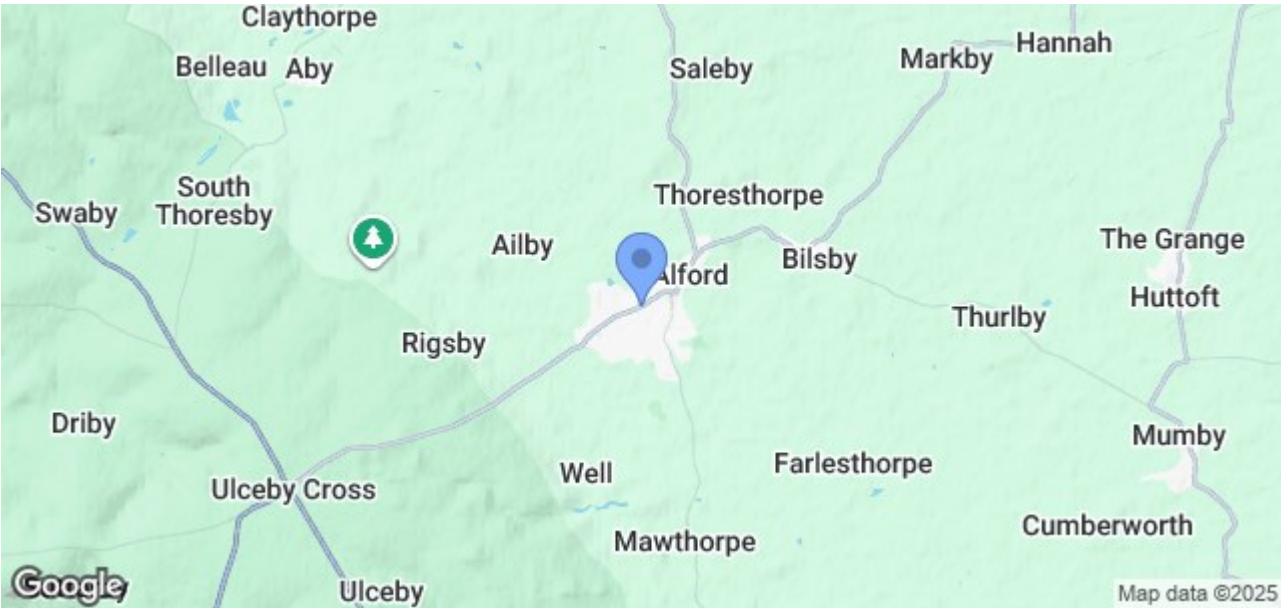 Claythorpe
Hannah
Markby
Belleau
Aby
Saleby
South
Thoresby
Thoresthorpe
Swaby
Ailby
The Grange
Bilsby
Alford
Huttoft
Thurlby
Rigsby
Driby
Mumby
Farlesthorpe
Well
Ulceby Cross
Cumberworth
Mawthorpe
Google
Ulceby
Map data ©2025